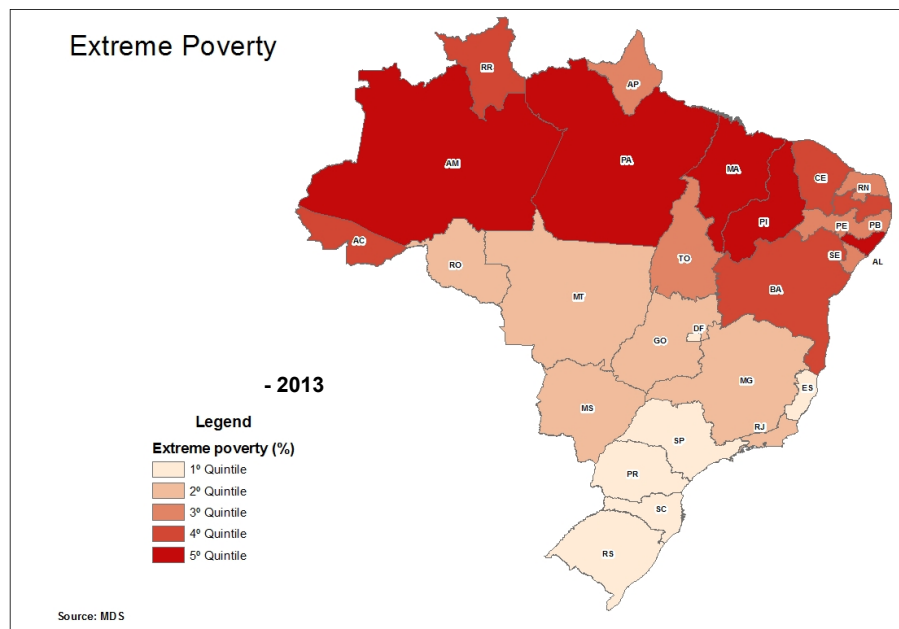 Extreme Poverty
RR
AP
AM
PA
MA
CE
RN
PI
PE
PB
AC
TO
SE
AL
RO
BA
MT
DF
GO
MG
ES
MS
RJ
SP
PR
SC
RS
- 2013
Legend
Extreme poverty (%)
1º Quintile
2º Quintile
3º Quintile
4º Quintile
5º Quintile
Source: MDS